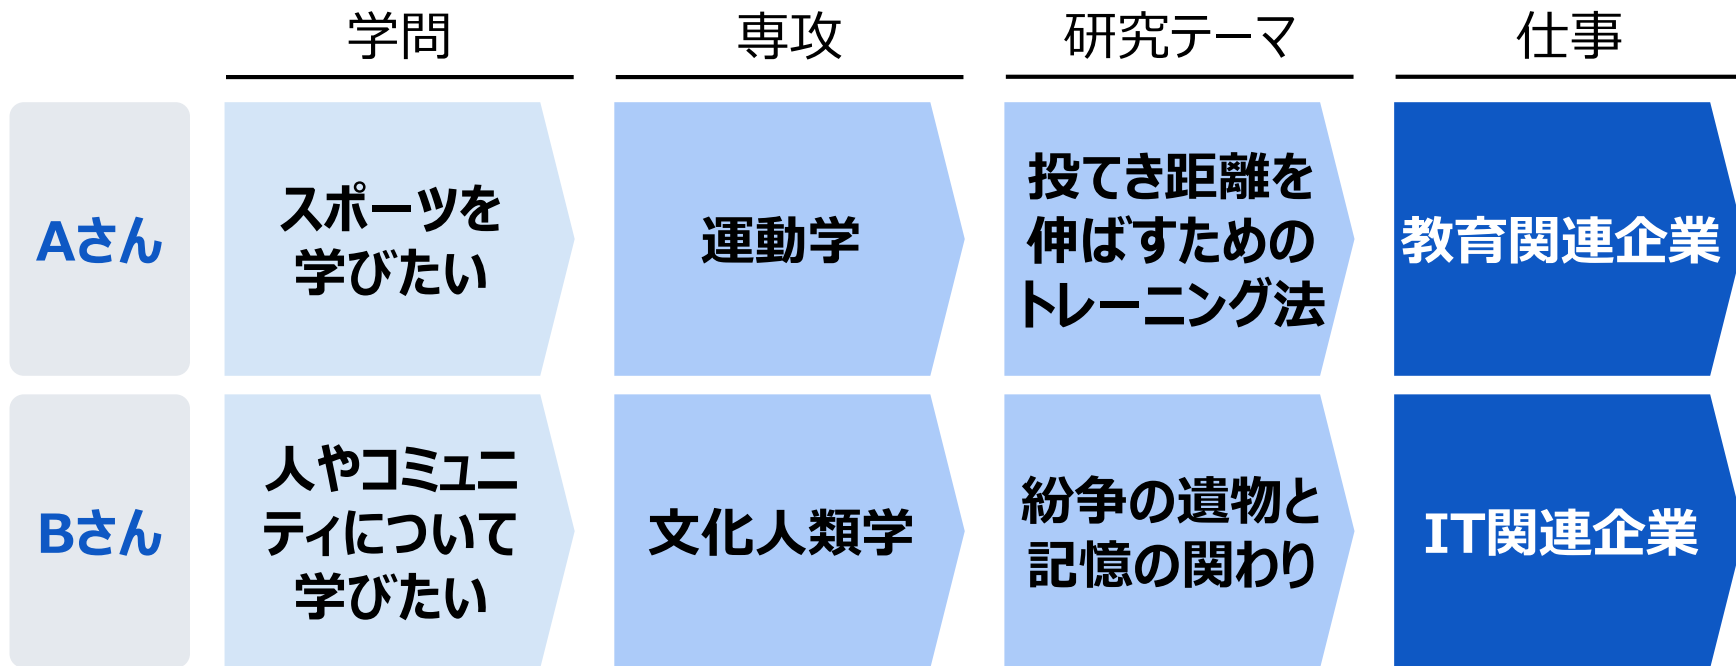 学問
専攻
研究テーマ
仕事
Aさん
スポーツを
学びたい
運動学
投てき距離を
伸ばすための
トレーニング法
教育関連企業
Bさん
人やコミュニ
ティについて
学びたい
文化人類学
紛争の遺物と
記憶の関わり
IT関連企業